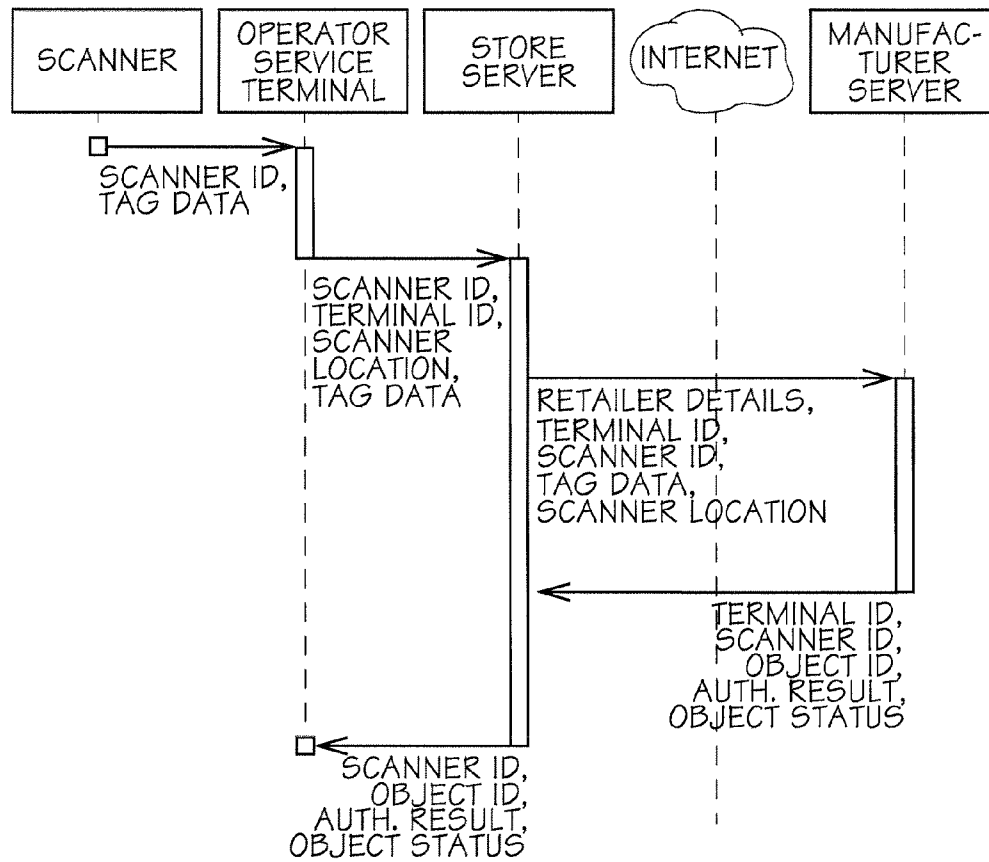 SCANNER
OPERATOR
SERVICE
TERMINAL
STORE
SERVER
INTERNET
MANUFAC-
TURER
SERVER
SCANNER ID,
TAG DATA
SCANNER ID,
TERMINAL ID,
SCANNER
LOCATION,
TAG DATA
RETAILER DETAILS,
TERMINAL ID,
SCANNER ID,
TAG DATA,
SCANNER LOCATION
TERMINAL ID,
SCANNER ID,
OBJECT ID,
AUTH. RESULT,
OBJECT STATUS
SCANNER ID,
OBJECT ID,
AUTH. RESULT,
OBJECT STATUS